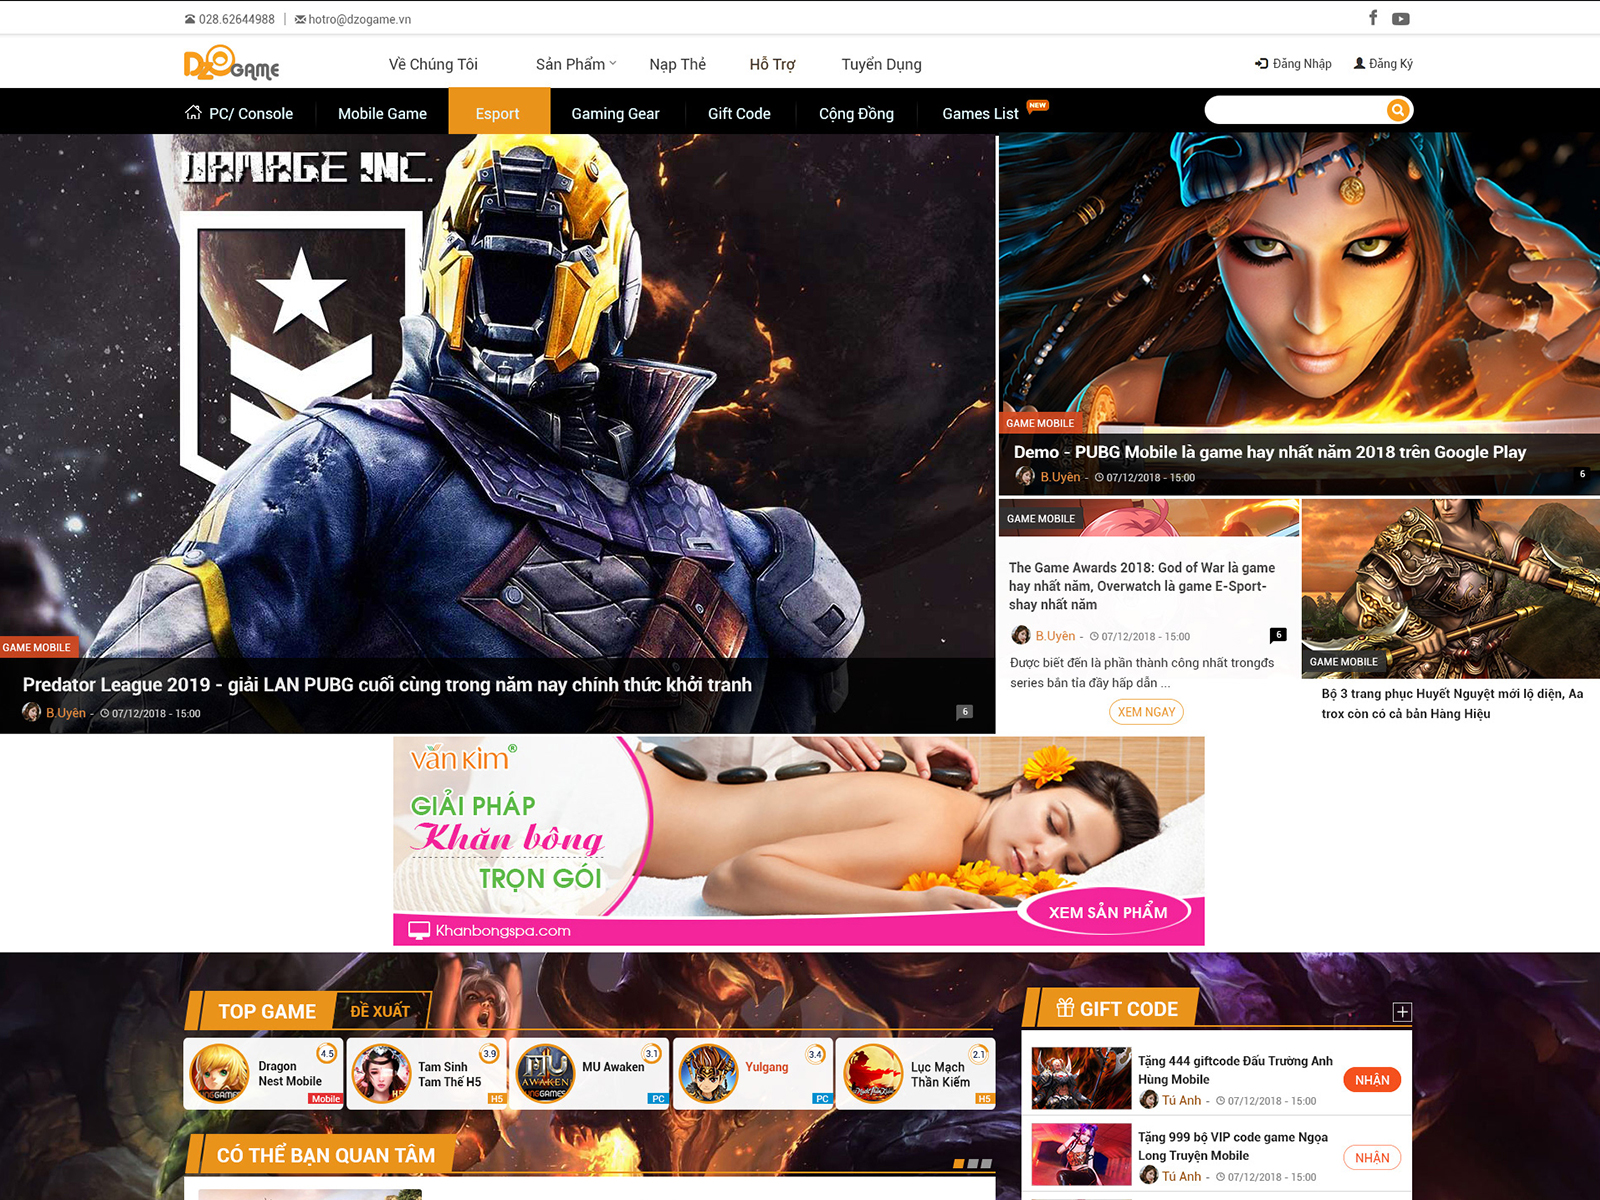 028.62644988 | hotro@dzogame.vn
DZOGAME
Về Chúng Tôi
Sản Phẩm
Nạp Thẻ
Hỗ Trợ
Tuyển Dụng
Đăng Nhập
Đăng Ký
PC/ Console
Mobile Game
Esport
Gaming Gear
Gift Code
Cộng Đồng
Games List
NEW
DAMAGE INC.
GAME MOBILE
Predator League 2019 - giải LAN PUBG cuối cùng trong năm nay chính thức khởi tranh
B.Uyên - 07/12/2018 - 15:00
6
GAME MOBILE
Demo - PUBG Mobile là game hay nhất năm 2018 trên Google Play
B.Uyên - 07/12/2018 - 15:00
6
GAME MOBILE
The Game Awards 2018: God of War là game
hay nhất năm, Overwatch là game E-Sport-
shay nhất năm
B.Uyên - 07/12/2018 - 15:00
6
Được biết đến là phần thành công nhất trongđs
series bắn tỉa đầy hấp dẫn ...
XEM NGAY
GAME MOBILE
Bộ 3 trang phục Huyết Nguyệt mới lộ diện, Aa
trox còn có cả bản Hàng Hiệu
văn kim®
GIẢI PHÁP
Khăn bông
TRỌN GÓI
Khanbongspa.com
XEM SẢN PHẨM
TOP GAME
ĐỀ XUẤT
Dragon
Nest Mobile
4.5
Mobile
Tam Sinh
Tam Thế H5
3.9
H5
MU
AWAKEN
MU Awaken
3.1
PC
Yulgang
3.4
PC
Lục Mạch
Thần Kiếm
2.1
H5
CÓ THỂ BẠN QUAN TÂM
GIFT CODE
Tặng 444 giftcode Đấu Trường Anh
Hùng Mobile
Tú Anh - 07/12/2018 - 15:00
NHẬN
Tặng 999 bộ VIP code game Ngọa
Long Truyện Mobile
Tú Anh - 07/12/2018 - 15:00
NHẬN